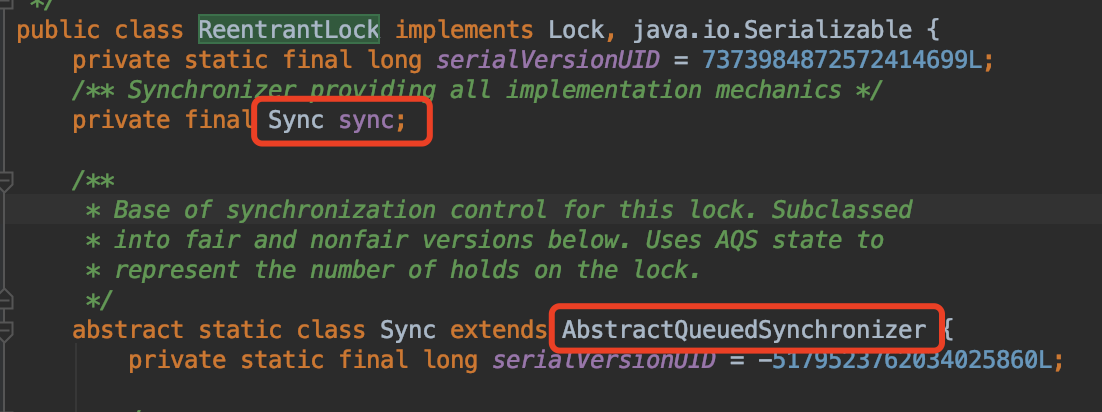 */
public class ReentrantLock implements Lock, java.io.Serializable {
private static final long serialVersionUID = 7373984872572414699L;
/** Synchronizer providing all implementation mechanics */
private final Sync sync;
/**
* Base of synchronization control for this lock. Subclassed
* into fair and nonfair versions below. Uses AQS state to
* represent the number of holds on the lock.
*/
abstract static class Sync extends AbstractQueuedSynchronizer {
private static final long serialVersionUID = -5179523762034025860L;